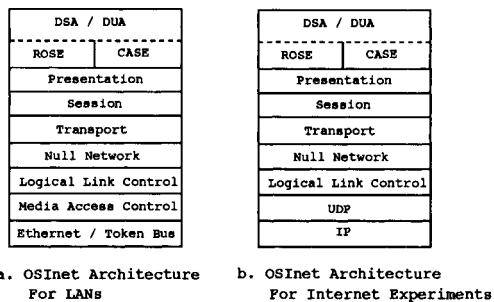 DSA / DUA
ROSE CASE
Presentation
Session
Transport
Null Network
Logical Link Control
Media Access Control
Ethernet / Token Bus
a. OSInet Architecture
For LANs
DSA / DUA
ROSE CASE
Presentation
Session
Transport
Null Network
Logical Link Control
UDP
IP
b. OSInet Architecture
For Internet Experiments